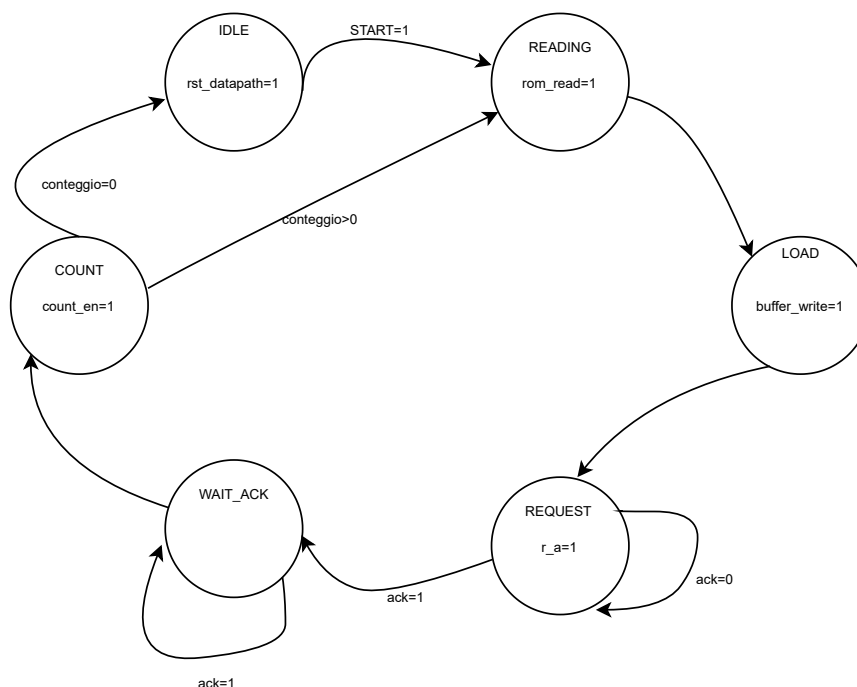 IDLE
rst_datapath=1
START=1
READING
rom_read=1
conteggio=0
conteggio>0
COUNT
count_en=1
LOAD
buffer_write=1
WAIT_ACK
REQUEST
r_a=1
ack=0
ack=1
ack=1